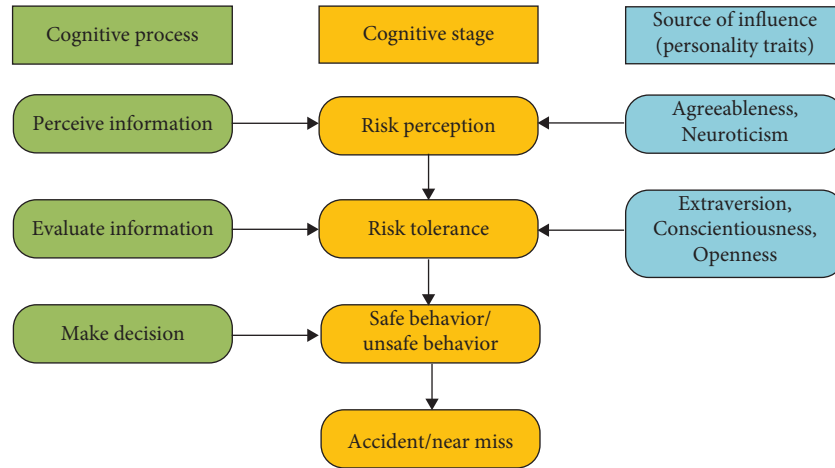 Cognitive process
Cognitive stage
Source of influence
(personality traits)
Perceive information
Risk perception
Agreeableness,
Neuroticism
Evaluate information
Risk tolerance
Extraversion,
Conscientiousness,
Openness
Make decision
Safe behavior/
unsafe behavior
Accident/near miss